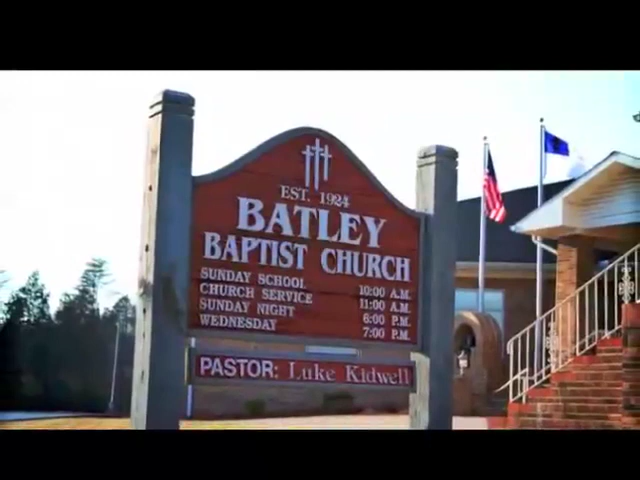 EST. 1924
BATLEY
BAPTIST CHURCH
SUNDAY SCHOOL 10:00 A.M.
CHURCH SERVICE 11:00 A.M.
SUNDAY NIGHT 6:00 P.M.
WEDNESDAY 7:00 P.M.
PASTOR: Luke Kidwell